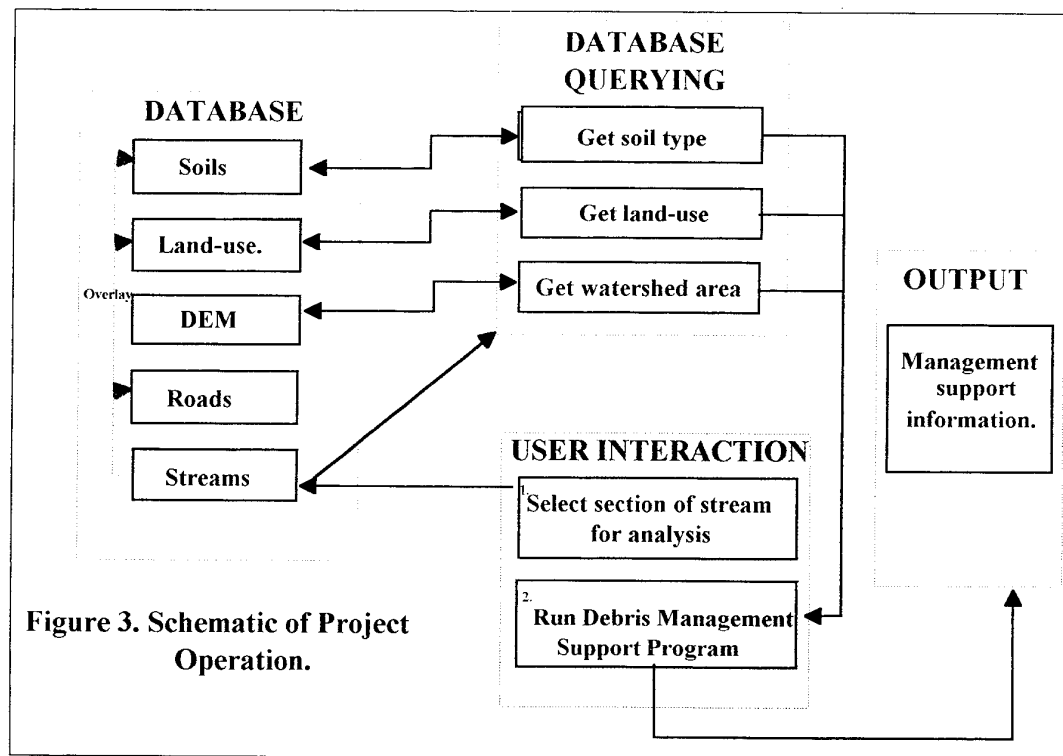 DATABASE
Soils
Land-use.
Overlay
DEM
Roads
Streams
DATABASE
QUERYING
Get soil type
Get land-use
Get watershed area
USER INTERACTION
1.
Select section of stream
for analysis
2.
Run Debris Management
Support Program
OUTPUT
Management
support
information.
Figure 3. Schematic of Project
Operation.